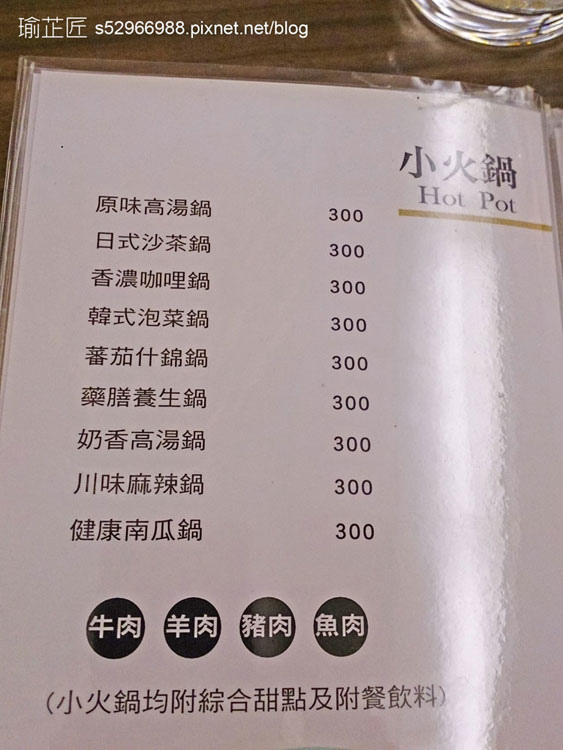 瑜芷匠 s52966988.pixnet.net/blog
小火鍋
Hot Pot
原味高湯鍋 300
日式沙茶鍋 300
香濃咖哩鍋 300
韓式泡菜鍋 300
蕃茄什錦鍋 300
藥膳養生鍋 300
奶香高湯鍋 300
川味麻辣鍋 300
健康南瓜鍋 300
牛肉 羊肉 豬肉 魚肉
(小火鍋均附綜合甜點及附餐飲料)